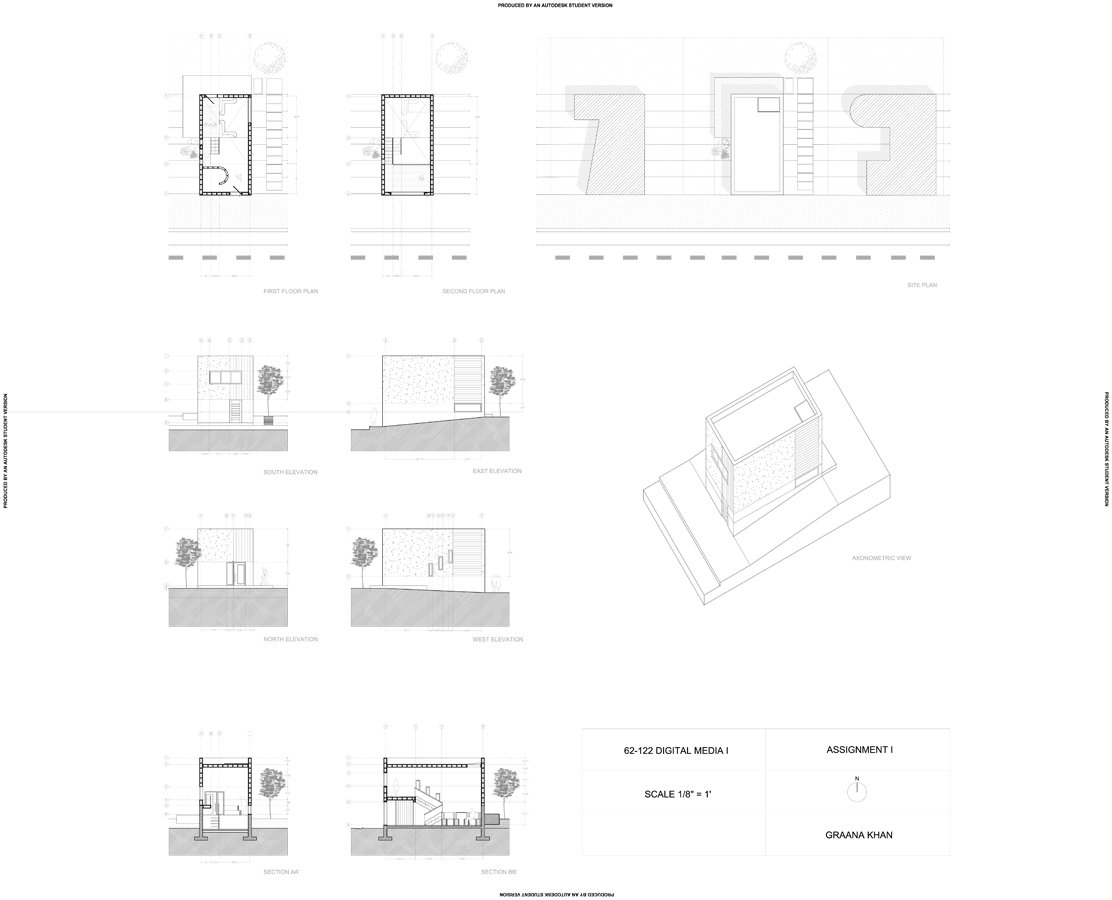 PRODUCED BY AN AUTODESK STUDENT VERSION
FIRST FLOOR PLAN
SECOND FLOOR PLAN
SITE PLAN
PRODUCED BY AN AUTODESK STUDENT VERSION
PRODUCED BY AN AUTODESK STUDENT VERSION
SOUTH ELEVATION
EAST ELEVATION
AXONOMETRIC VIEW
NORTH ELEVATION
WEST ELEVATION
62-122 DIGITAL MEDIA I
ASSIGNMENT I
SCALE 1/8" = 1'
N
GRAANA KHAN
SECTION AA'
SECTION BB'
PRODUCED BY AN AUTODESK STUDENT VERSION